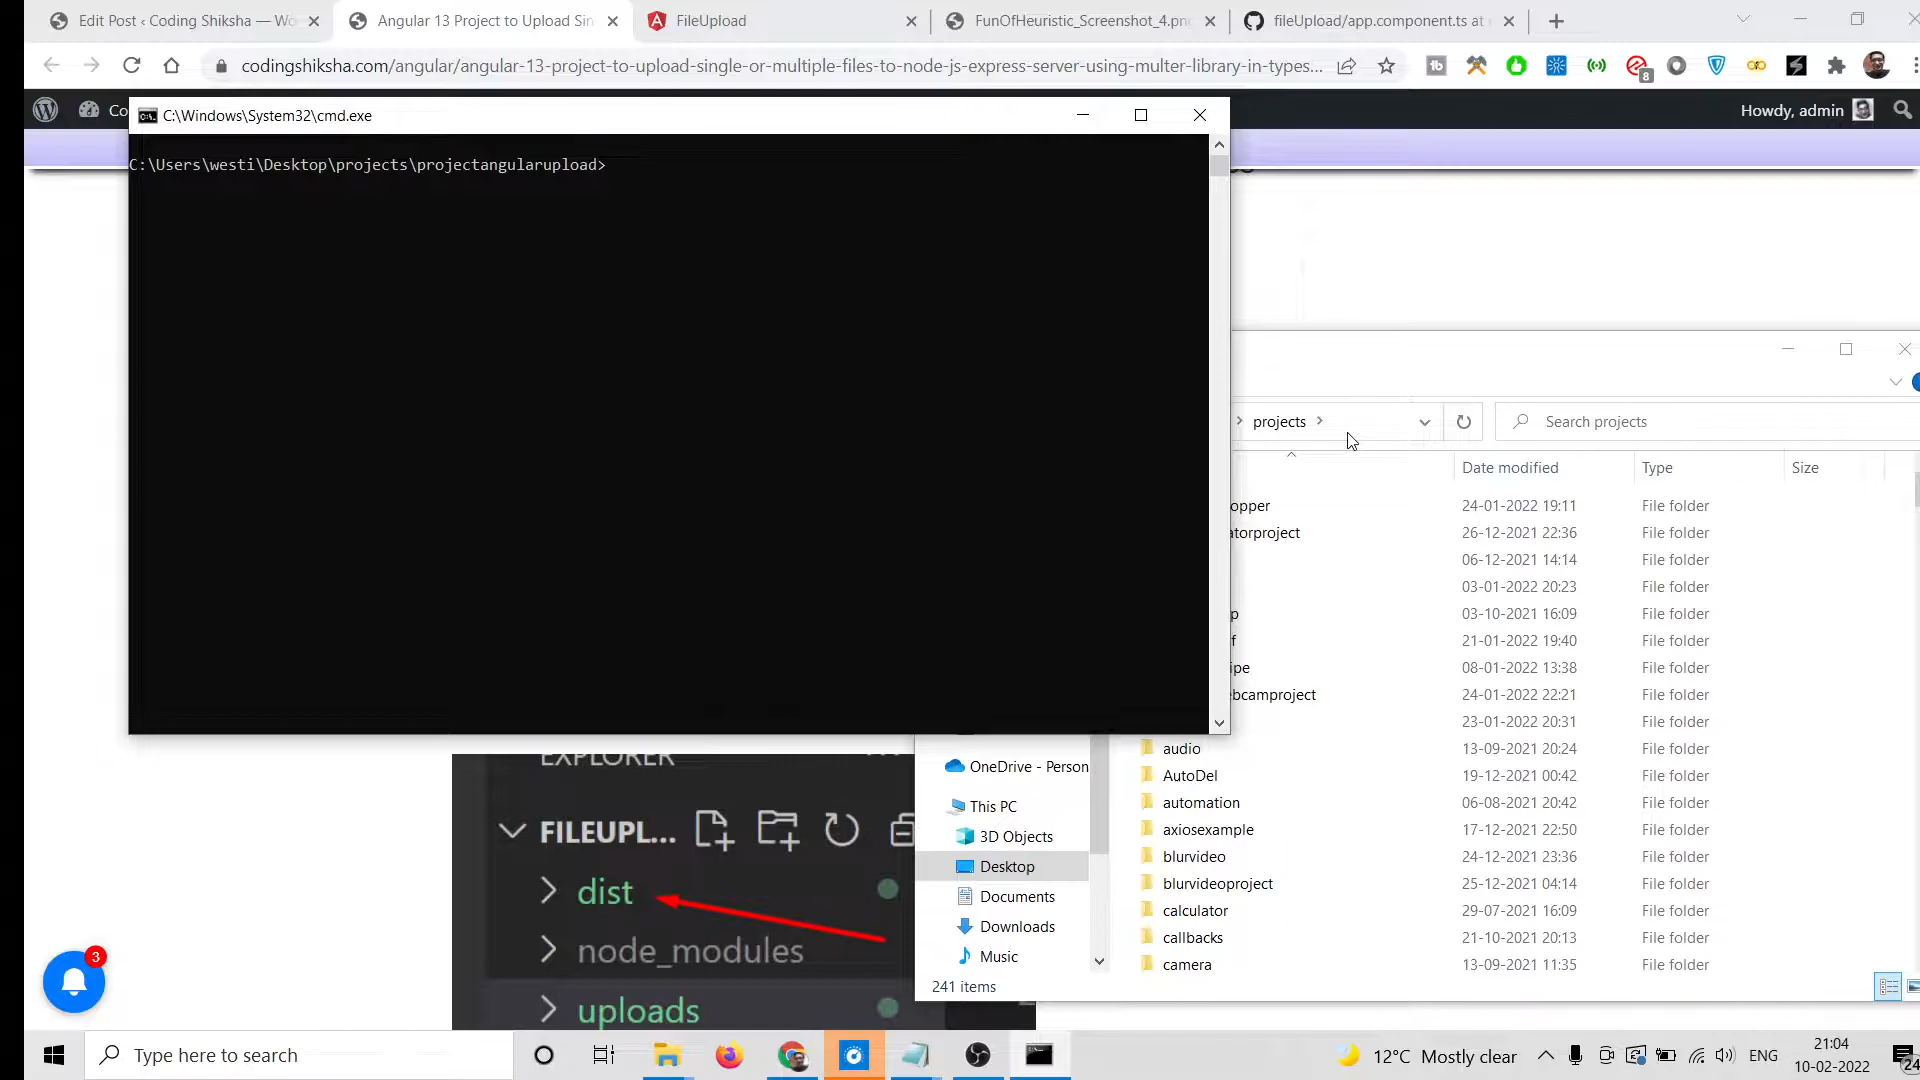 Edit Post ‹ Coding Shiksha — Wo
Angular 13 Project to Upload Sin
FileUpload
FunOfHeuristic_Screenshot_4.pn
fileUpload/app.component.ts at
codingshiksha.com/angular/angular-13-project-to-upload-single-or-multiple-files-to-node-js-express-server-using-multer-library-in-types...
8
Co
Howdy, admin
C:\Windows\System32\cmd.exe
C:\Users\westi\Desktop\projects\projectangularupload>
projects
Search projects
Date modified
Type
Size
opper
24-01-2022 19:11
File folder
atorproject
26-12-2021 22:36
File folder
06-12-2021 14:14
File folder
03-01-2022 20:23
File folder
p
03-10-2021 16:09
File folder
f
21-01-2022 19:40
File folder
ipe
08-01-2022 13:38
File folder
bcamproject
24-01-2022 22:21
File folder
23-01-2022 20:31
File folder
audio
13-09-2021 20:24
File folder
AutoDel
19-12-2021 00:42
File folder
automation
06-08-2021 20:42
File folder
axiosexample
17-12-2021 22:50
File folder
blurvideo
24-12-2021 23:36
File folder
blurvideoproject
25-12-2021 04:14
File folder
calculator
29-07-2021 16:09
File folder
callbacks
21-10-2021 20:13
File folder
camera
13-09-2021 11:35
File folder
OneDrive - Person
This PC
3D Objects
Desktop
Documents
Downloads
Music
241 items
EXPLORER
FILEUPL...
dist
node_modules
uploads
3
Type here to search
12°C Mostly clear
ENG
21:04
10-02-2022
24